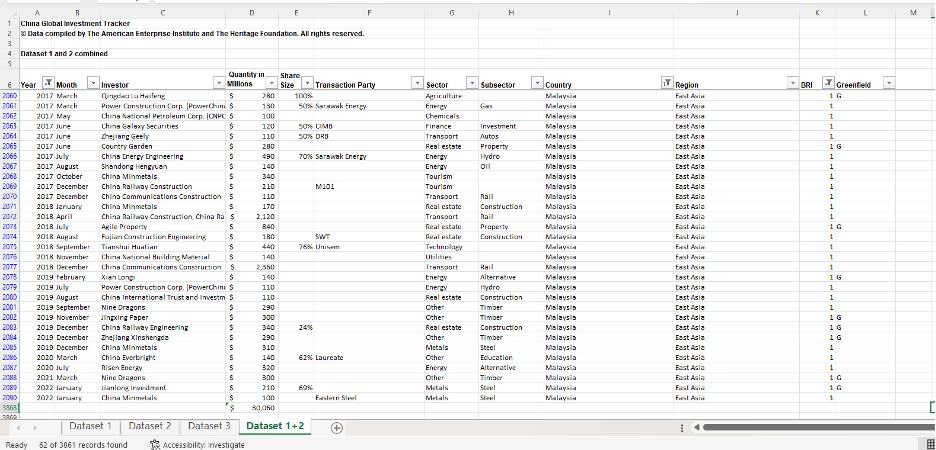 A B C D E F G H I J K L M
1 China Global Investment Tracker
2 © Data compiled by The American Enterprise Institute and The Heritage Foundation. All rights reserved.
3
4 Dataset 1 and 2 combined
5
Quantity in Share
6 Year Month Investor Millions Size Transaction Party Sector Subsector Country Region BRI Greenfield
2060 2017 March Qingdao Lu Haifeng $ 280 100% Agriculture Malaysia East Asia 1 G
2061 2017 March Power Construction Corp. (PowerChin $ 130 50% Sarawak Energy Energy Gas Malaysia East Asia 1
2062 2017 May China National Petroleum Corp. (CNPC $ 100 Chemicals Malaysia East Asia 1
2063 2017 June China Galaxy Securities $ 120 50% CIMB Finance Investment Malaysia East Asia 1
2064 2017 June Zhejiang Geely $ 110 50% DRB Transport Autos Malaysia East Asia 1
2065 2017 June Country Garden $ 280 Real estate Property Malaysia East Asia 1 G
2066 2017 July China Energy Engineering $ 490 70% Sarawak Energy Energy Hydro Malaysia East Asia 1
2067 2017 August Shandong Hengyuan $ 140 Energy Oil Malaysia East Asia 1
2068 2017 October China Minmetals $ 340 Tourism Malaysia East Asia 1
2069 2017 December China Railway Construction $ 210 M101 Tourism Malaysia East Asia 1
2070 2017 December China Communications Construction $ 110 Transport Rail Malaysia East Asia 1
2071 2018 January China Minmetals $ 170 Real estate Construction Malaysia East Asia 1
2072 2018 April China Railway Construction, China Ra $ 2,120 Transport Rail Malaysia East Asia 1
2073 2018 July Agile Property $ 840 Real estate Property Malaysia East Asia 1 G
2074 2018 August Fujian Construction Engineering $ 180 SWT Real estate Construction Malaysia East Asia 1
2075 2018 September Tianshui Huatian $ 440 76% Unisem Technology Malaysia East Asia 1
2076 2018 November China National Building Material $ 140 Utilities Malaysia East Asia 1
2077 2018 December China Communications Construction $ 2,360 Transport Rail Malaysia East Asia 1
2078 2019 February Xian Longi $ 140 Energy Alternative Malaysia East Asia 1 G
2079 2019 July Power Construction Corp. (PowerChin $ 110 Energy Hydro Malaysia East Asia 1
2080 2019 August China International Trust and Investm $ 110 Real estate Construction Malaysia East Asia 1
2081 2019 September Nine Dragons $ 290 Other Timber Malaysia East Asia 1
2082 2019 November Jingxing Paper $ 300 Other Timber Malaysia East Asia 1 G
2083 2019 December China Railway Engineering $ 340 24% Real estate Construction Malaysia East Asia 1 G
2084 2019 December Zhejiang Xinshengda $ 290 Other Timber Malaysia East Asia 1 G
2085 2019 December China Minmetals $ 310 Metals Steel Malaysia East Asia 1
2086 2020 March China Everbright $ 140 62% Laureate Other Education Malaysia East Asia 1
2087 2020 July Risen Energy $ 320 Energy Alternative Malaysia East Asia 1
2088 2021 March Nine Dragons $ 300 Other Timber Malaysia East Asia 1 G
2089 2022 January Jianlong Investment $ 210 69% Metals Steel Malaysia East Asia 1 G
2090 2022 January China Minmetals $ 100 Eastern Steel Metals Steel Malaysia East Asia 1
3868 $ 30,060
3869
Dataset 1 Dataset 2 Dataset 3 Dataset 1+2
Ready 62 of 3861 records found Accessibility: Investigate